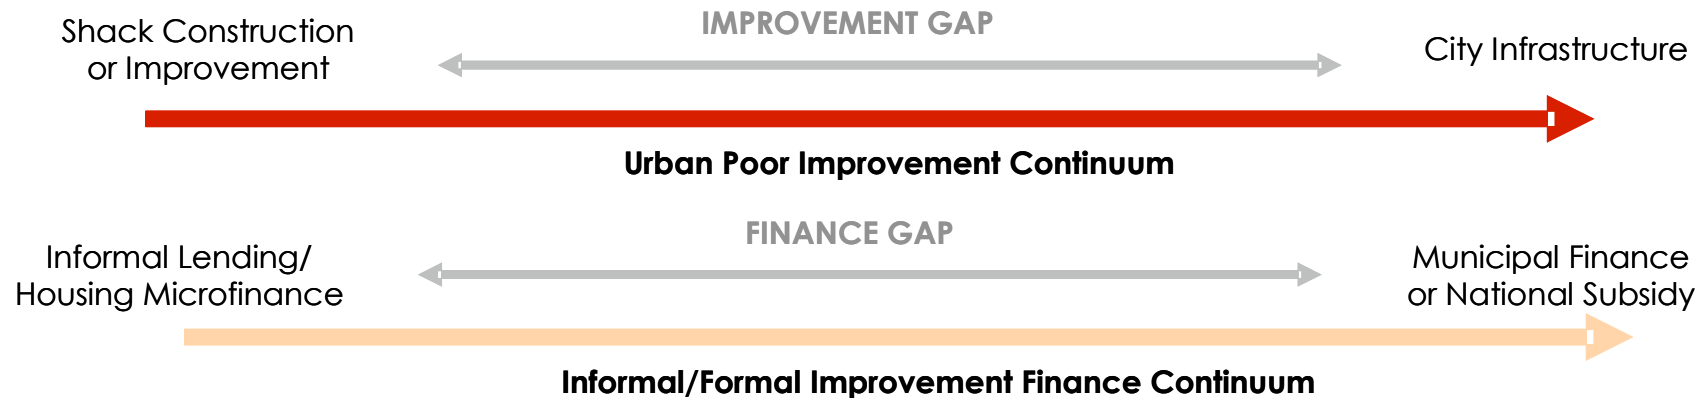 Shack Construction
or Improvement
IMPROVEMENT GAP
City Infrastructure
Urban Poor Improvement Continuum
Informal Lending/
Housing Microfinance
FINANCE GAP
Municipal Finance
or National Subsidy
Informal/Formal Improvement Finance Continuum